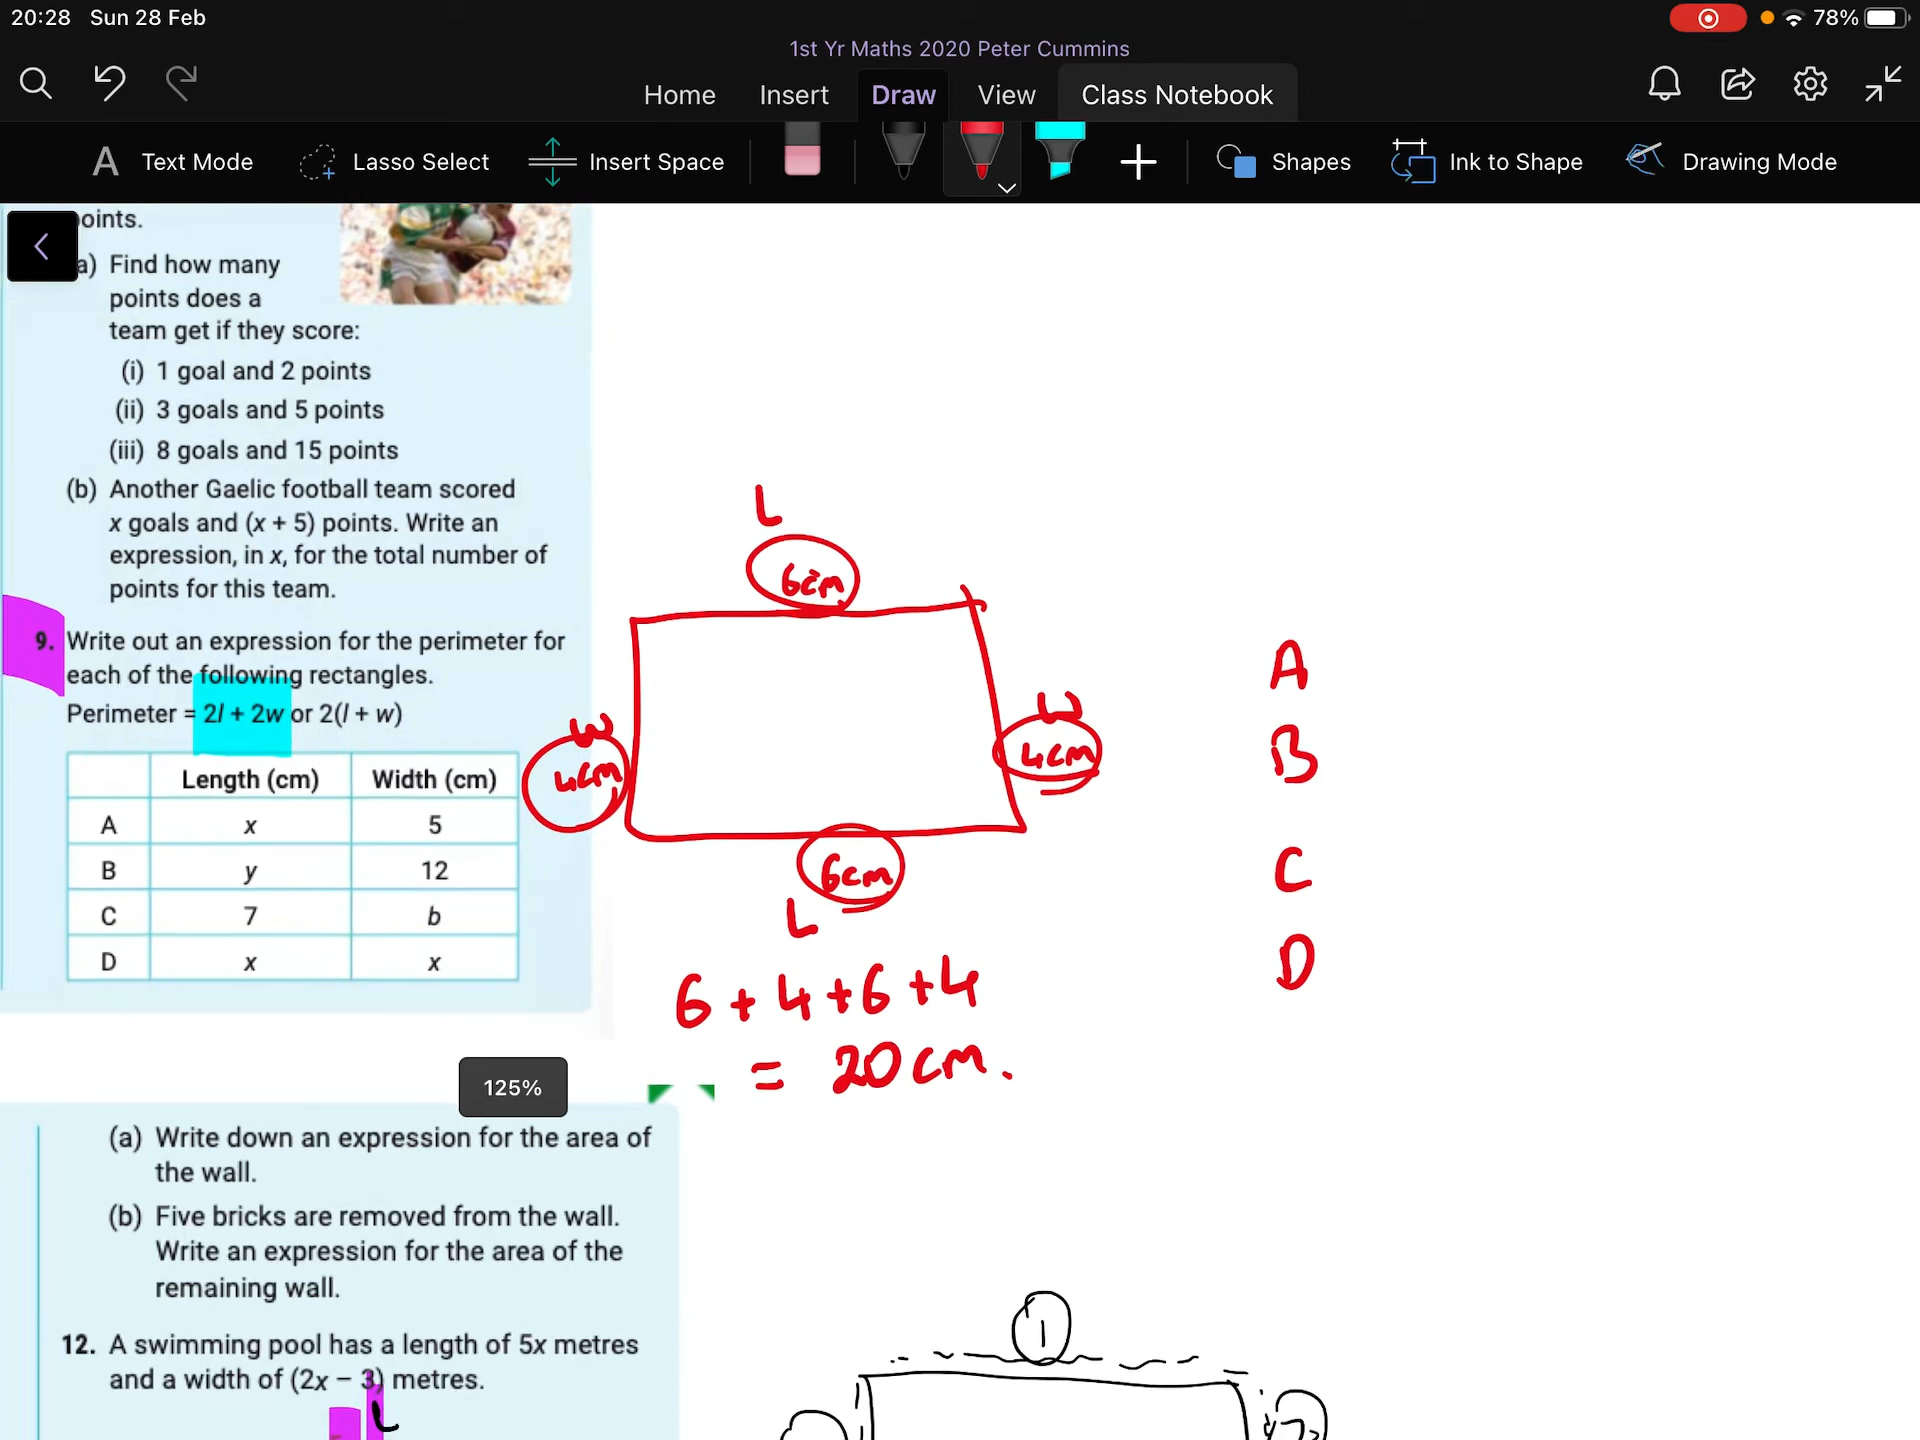 20:28 Sun 28 Feb
78%
1st Yr Maths 2020 Peter Cummins
Home Insert Draw View Class Notebook
A Text Mode Lasso Select Insert Space Shapes Ink to Shape Drawing Mode
oints.
a) Find how many
points does a
team get if they score:
(i) 1 goal and 2 points
(ii) 3 goals and 5 points
(iii) 8 goals and 15 points
(b) Another Gaelic football team scored
x goals and (x + 5) points. Write an
expression, in x, for the total number of
points for this team.
9. Write out an expression for the perimeter for
each of the following rectangles.
Perimeter = 2l + 2w or 2(l + w)
Length (cm) Width (cm)
A x 5
B y 12
C 7 b
D x x
L
6cm
W
4cm
W
4cm
6cm
L
6 + 4 + 6 + 4
= 20cm.
A
B
C
D
125%
(a) Write down an expression for the area of
the wall.
(b) Five bricks are removed from the wall.
Write an expression for the area of the
remaining wall.
12. A swimming pool has a length of 5x metres
and a width of (2x − 3) metres.
L
1